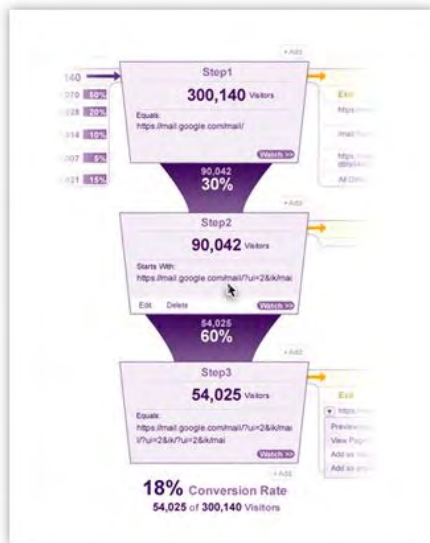 +Add
Step1
140
300,140 Visitors
Equals:
https://mail.google.com/mail/
Watch >>
50%
20%
10%
5%
15%
Exit
90,042
30%
+Add
Step2
90,042 Visitors
Starts With:
https://mail.google.com/mail/?ui=2&ik/mai
Edit Delete Watch >>
54,025
60%
+Add
Step3
54,025 Visitors
Equals:
https://mail.google.com/mail/?ui=2&ik/mai
l/?ui=2&ik/?ui=2&ik/mai
Watch >>
Exit
+Add
18% Conversion Rate
54,025 of 300,140 Visitors